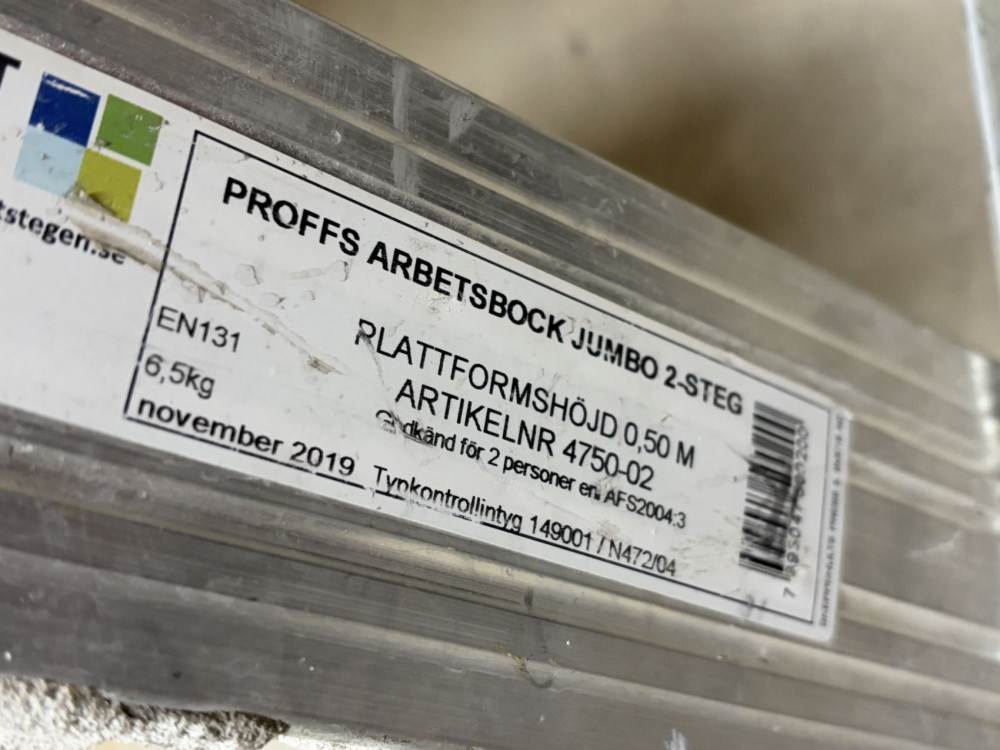 tstegen.se
PROFFS ARBETSBOCK JUMBO 2-STEG
EN131
PLATTFORMSHÖJD 0,50 M
6,5kg
ARTIKELNR 4750-02
Godkänd för 2 personer enl AFS2004:3
november 2019 Typkontrollintyg 149001 / N472/04